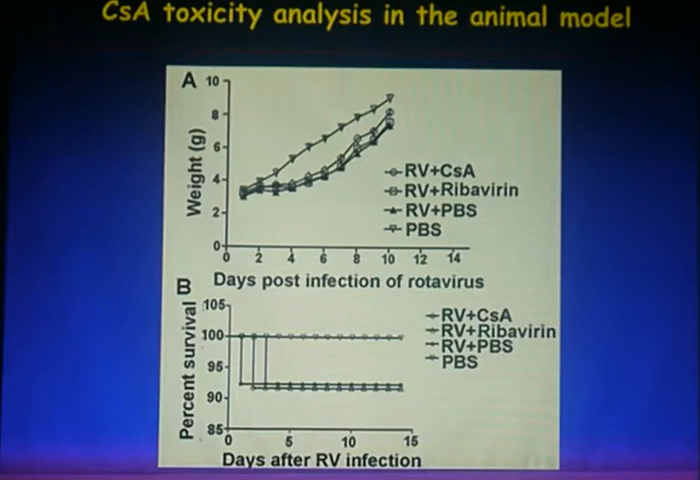 CsA toxicity analysis in the animal model
A
10
8
6
4
2
0
Weight (g)
RV+CsA
RV+Ribavirin
RV+PBS
PBS
0 2 4 6 8 10 12 14
Days post infection of rotavirus
B
105
100
95
90
85
Percent survival
RV+CsA
RV+Ribavirin
RV+PBS
PBS
0 5 10 15
Days after RV infection